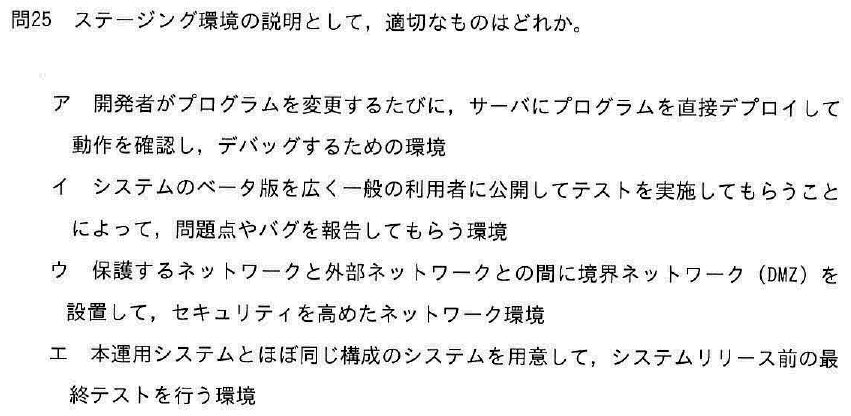 問25 ステージング環境の説明として，適切なものはどれか。
ア 開発者がプログラムを変更するたびに，サーバにプログラムを直接デプロイして
動作を確認し，デバッグするための環境
イ システムのベータ版を広く一般の利用者に公開してテストを実施してもらうこと
によって，問題点やバグを報告してもらう環境
ウ 保護するネットワークと外部ネットワークとの間に境界ネットワーク（DMZ）を
設置して，セキュリティを高めたネットワーク環境
エ 本運用システムとほぼ同じ構成のシステムを用意して，システムリリース前の最
終テストを行う環境